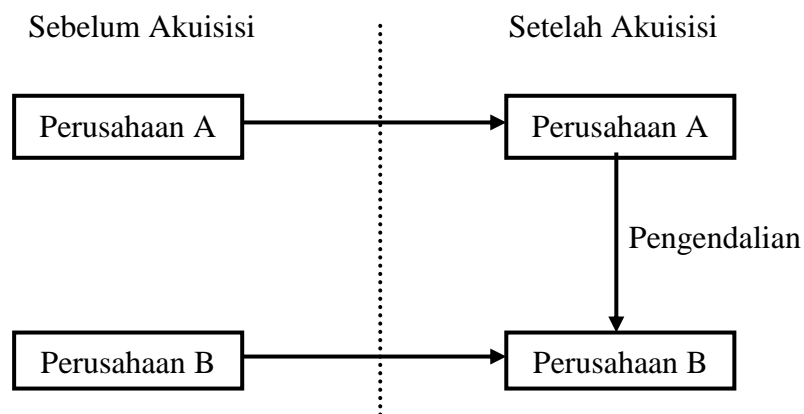 Sebelum Akuisisi
Setelah Akuisisi
Perusahaan A
Perusahaan A
Pengendalian
Perusahaan B
Perusahaan B